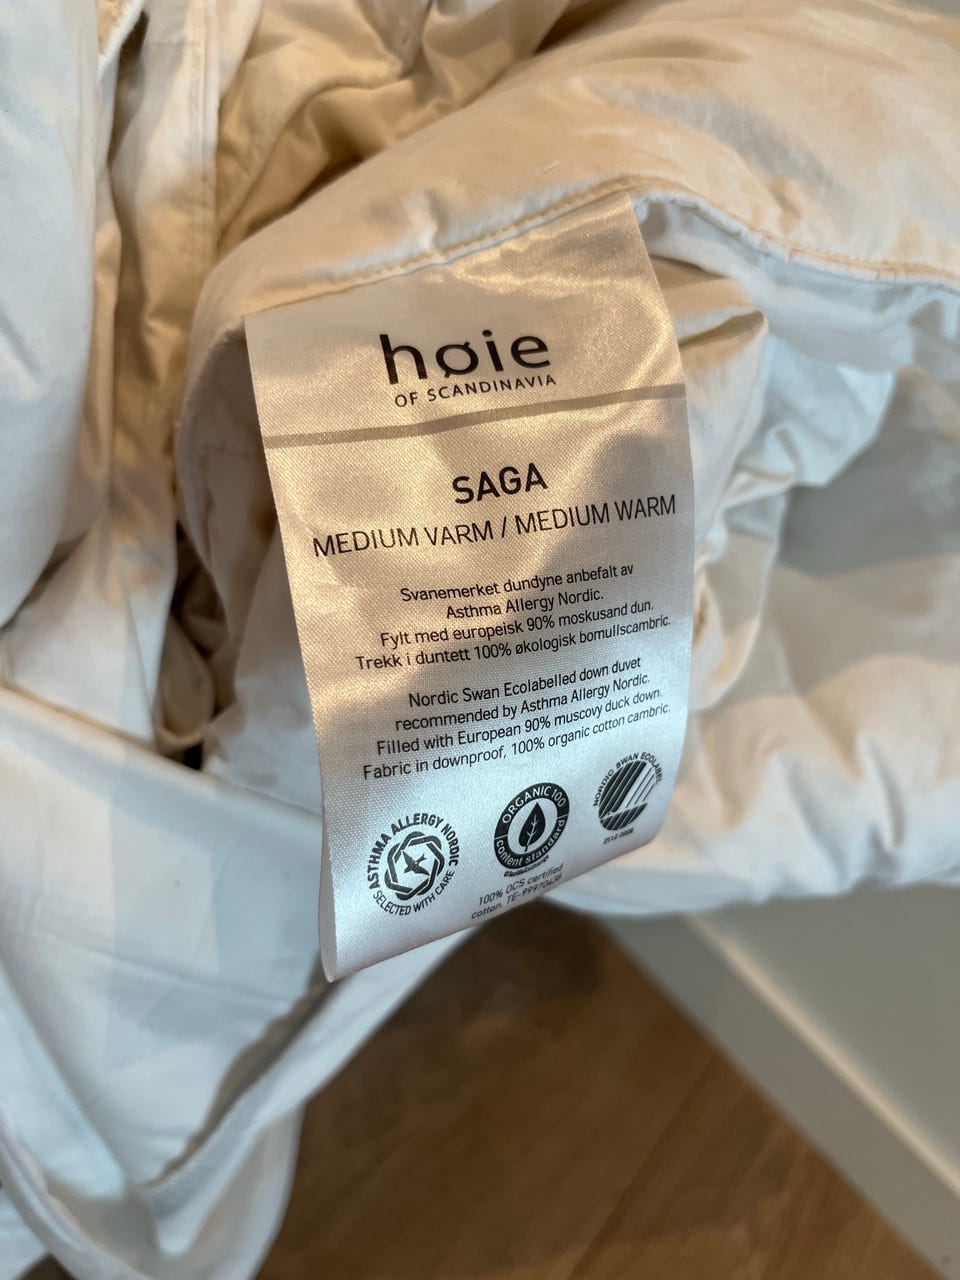 høie
OF SCANDINAVIA
SAGA
MEDIUM VARM / MEDIUM WARM
Svanemerket dundyne anbefalt av
Asthma Allergy Nordic.
Fylt med europeisk 90% moskusand dun.
Trekk i duntett 100% økologisk bomullscambric.
Nordic Swan Ecolabelled down duvet
recommended by Asthma Allergy Nordic.
Filled with European 90% muscovy duck down.
Fabric in downproof, 100% organic cotton cambric.
ASTHMA ALLERGY NORDIC
SELECTED WITH CARE
ORGANIC 100
content standard
100% OCS certified
cotton.
NORDIC SWAN ECOLABEL